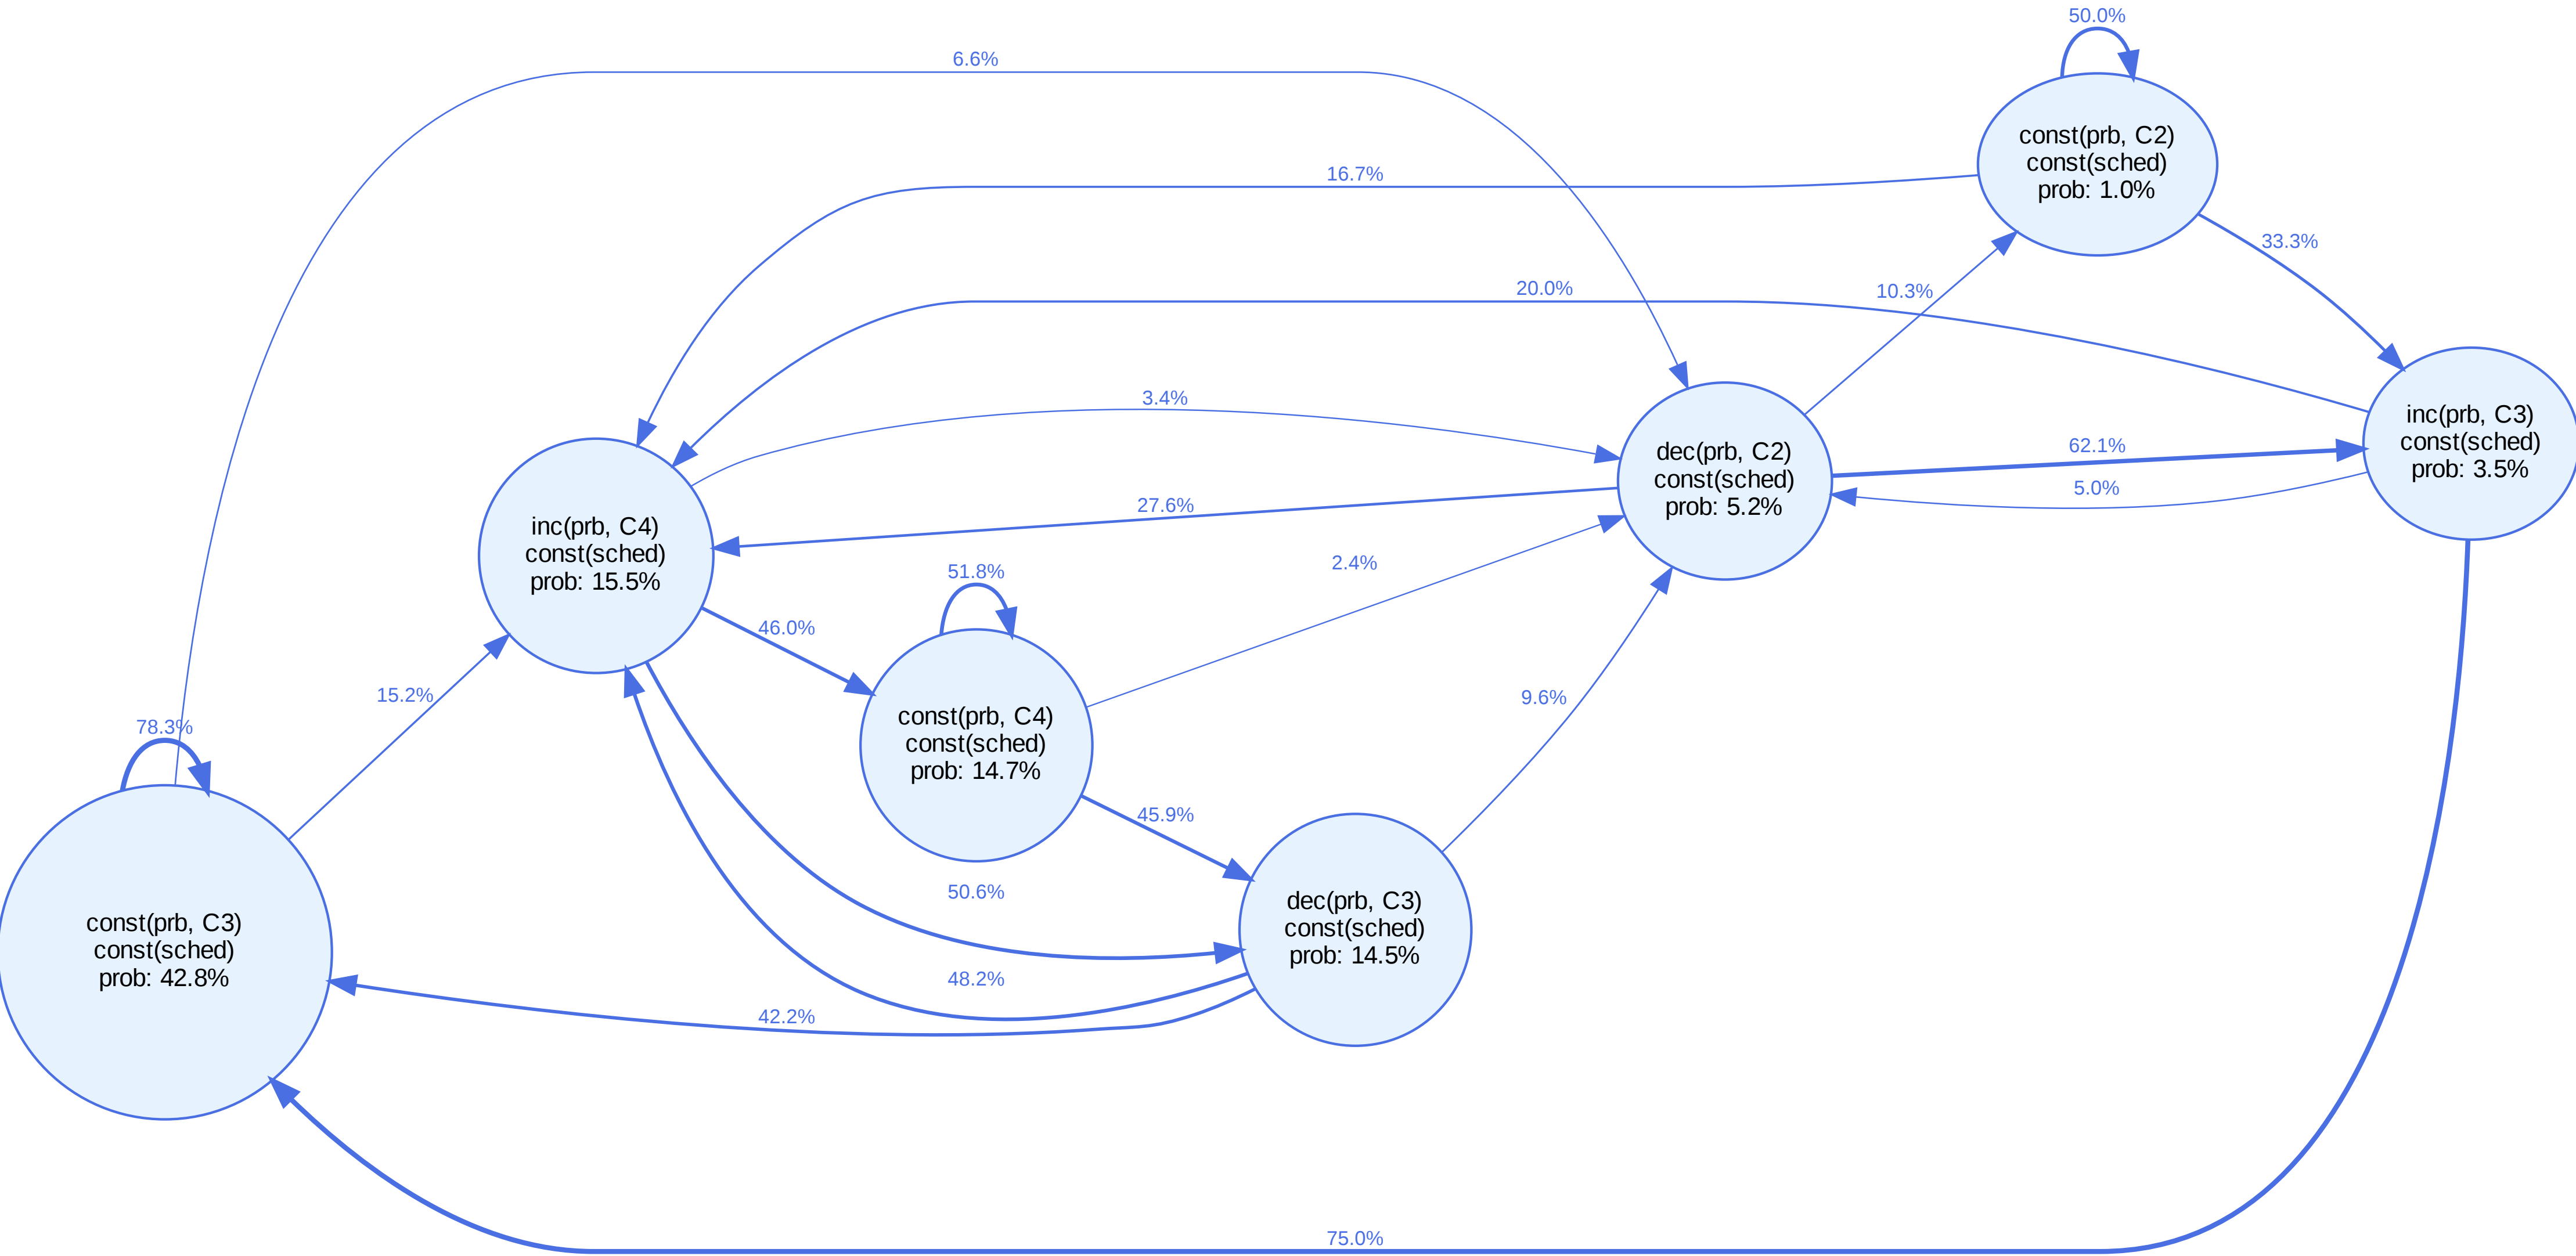 50.0%
6.6%
const(prb, C2)
const(sched)
prob: 1.0%
16.7%
33.3%
20.0%
10.3%
3.4%
inc(prb, C3)
const(sched)
prob: 3.5%
dec(prb, C2)
const(sched)
prob: 5.2%
62.1%
5.0%
27.6%
inc(prb, C4)
const(sched)
prob: 15.5%
2.4%
51.8%
46.0%
15.2%
9.6%
78.3%
const(prb, C4)
const(sched)
prob: 14.7%
45.9%
50.6%
dec(prb, C3)
const(sched)
prob: 14.5%
const(prb, C3)
const(sched)
prob: 42.8%
48.2%
42.2%
75.0%